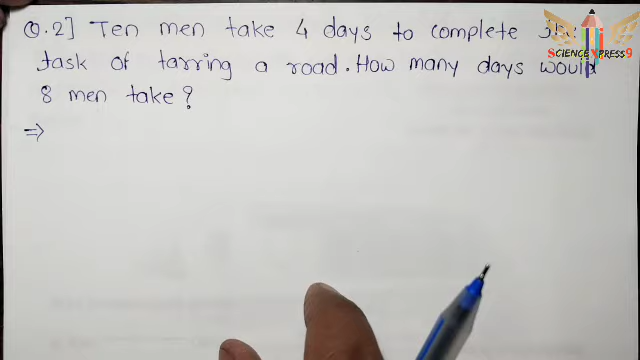 Q.2] Ten men take 4 days to complete
task of tarring a road. How many days would
8 men take?
⇒
SCIENCE XPRESS9